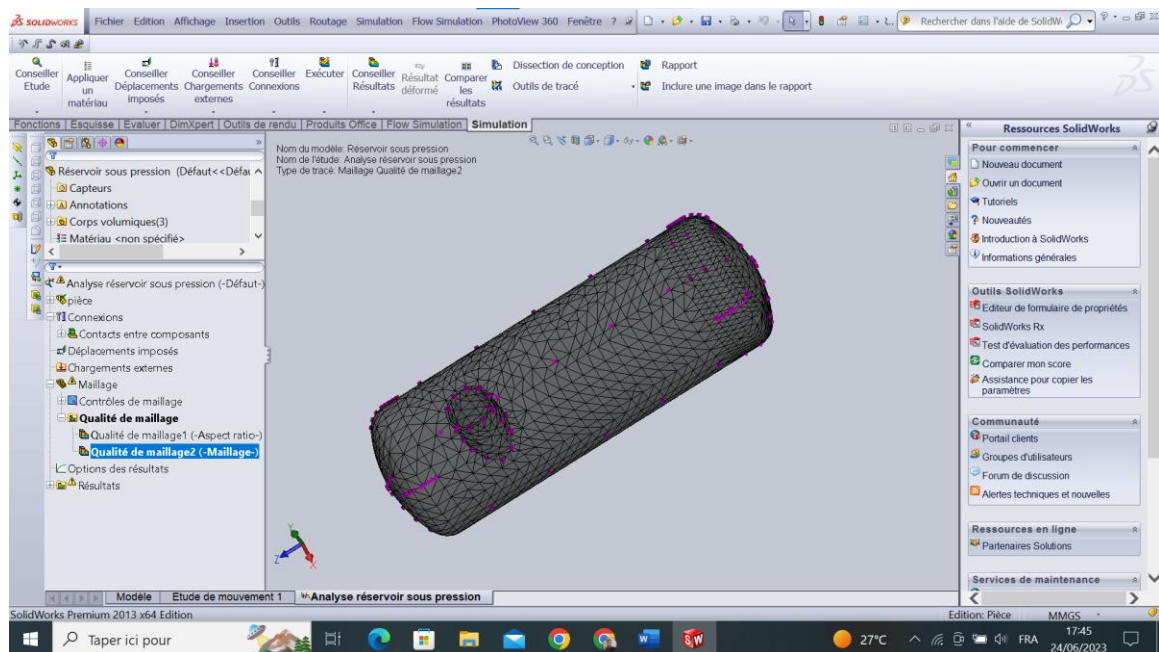 SOLIDWORKS Fichier Edition Affichage Insertion Outils Routage Simulation Flow Simulation PhotoView 360 Fenêtre ? Rechercher dans l'aide de SolidW
Conseiller Etude
Appliquer un matériau
Conseiller Déplacements imposés
Conseiller Chargements externes
Conseiller Connexions
Exécuter
Conseiller Résultats
Résultat déformé
Comparer les résultats
Dissection de conception
Outils de tracé
Rapport
Inclure une image dans le rapport
Fonctions Esquisse Evaluer DimXpert Outils de rendu Produits Office Flow Simulation Simulation
Réservoir sous pression (Défaut<<Défau
Capteurs
Annotations
Corps volumiques(3)
Matériau <non spécifié>
Analyse réservoir sous pression (-Défaut-)
pièce
Connexions
Contacts entre composants
Déplacements imposés
Chargements externes
Maillage
Contrôles de maillage
Qualité de maillage
Qualité de maillage1 (-Aspect ratio-)
Qualité de maillage2 (-Maillage-)
Options des résultats
Résultats
Nom du modèle: Réservoir sous pression
Nom de l'étude: Analyse réservoir sous pression
Type de tracé: Maillage Qualité de maillage2
Y
Z
X
Ressources SolidWorks
Pour commencer
Nouveau document
Ouvrir un document
Tutoriels
Nouveautés
Introduction à SolidWorks
Informations générales
Outils SolidWorks
Editeur de formulaire de propriétés
SolidWorks Rx
Test d'évaluation des performances
Comparer mon score
Assistance pour copier les
paramètres
Communauté
Portail clients
Groupes d'utilisateurs
Forum de discussion
Alertes techniques et nouvelles
Ressources en ligne
Partenaires Solutions
Services de maintenance
Modèle Etude de mouvement 1 Analyse réservoir sous pression
SolidWorks Premium 2013 x64 Edition Edition: Pièce MMGS
Taper ici pour 27°C FRA 17:45
24/06/2023